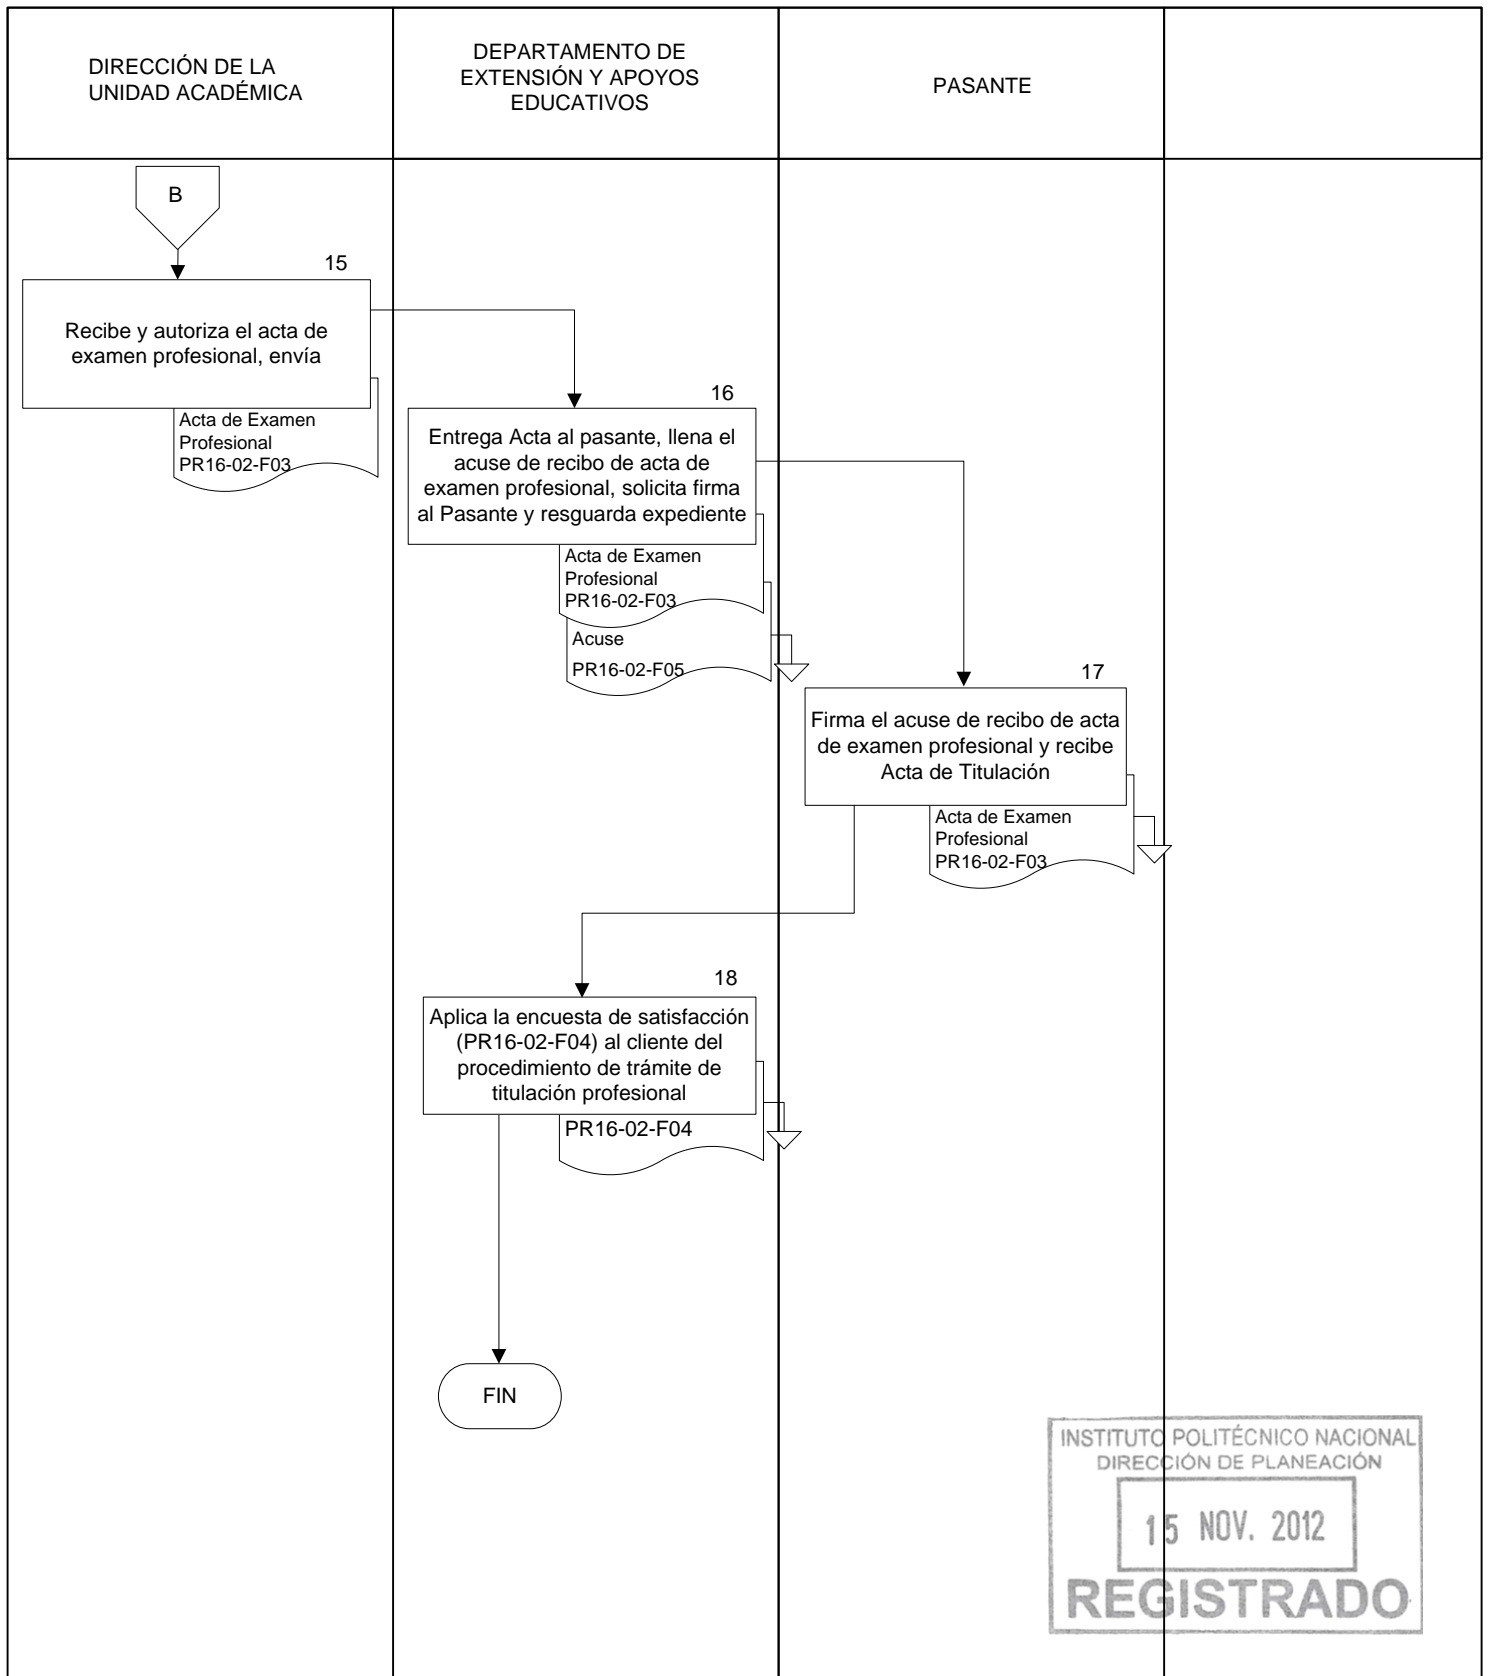 DIRECCIÓN DE LA
UNIDAD ACADÉMICA
DEPARTAMENTO DE
EXTENSIÓN Y APOYOS
EDUCATIVOS
PASANTE
B
15
Recibe y autoriza el acta de
examen profesional, envía
Acta de Examen
Profesional
PR16-02-F03
16
Entrega Acta al pasante, llena el
acuse de recibo de acta de
examen profesional, solicita firma
al Pasante y resguarda expediente
Acta de Examen
Profesional
PR16-02-F03
Acuse
PR16-02-F05
17
Firma el acuse de recibo de acta
de examen profesional y recibe
Acta de Titulación
Acta de Examen
Profesional
PR16-02-F03
18
Aplica la encuesta de satisfacción
(PR16-02-F04) al cliente del
procedimiento de trámite de
titulación profesional
PR16-02-F04
FIN
INSTITUTO POLITÉCNICO NACIONAL
DIRECCIÓN DE PLANEACIÓN
15 NOV. 2012
REGISTRADO